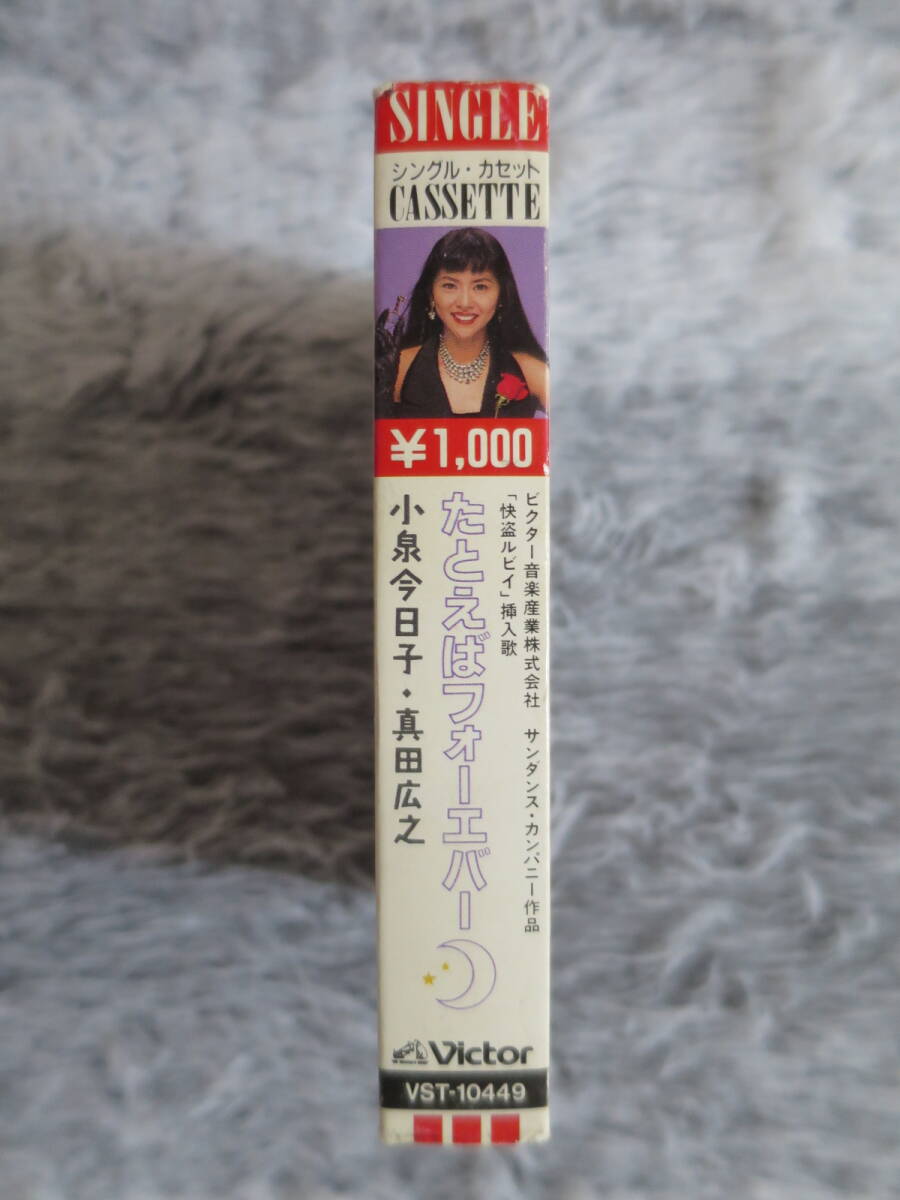 SINGLE
シングル・カセット
CASSETTE
¥1,000
ビクター音楽産業株式会社 サンダンス・カンパニー作品
「快盗ルビイ」挿入歌
たとえばフォーエバー
小泉今日子・真田広之
Victor
VST-10449